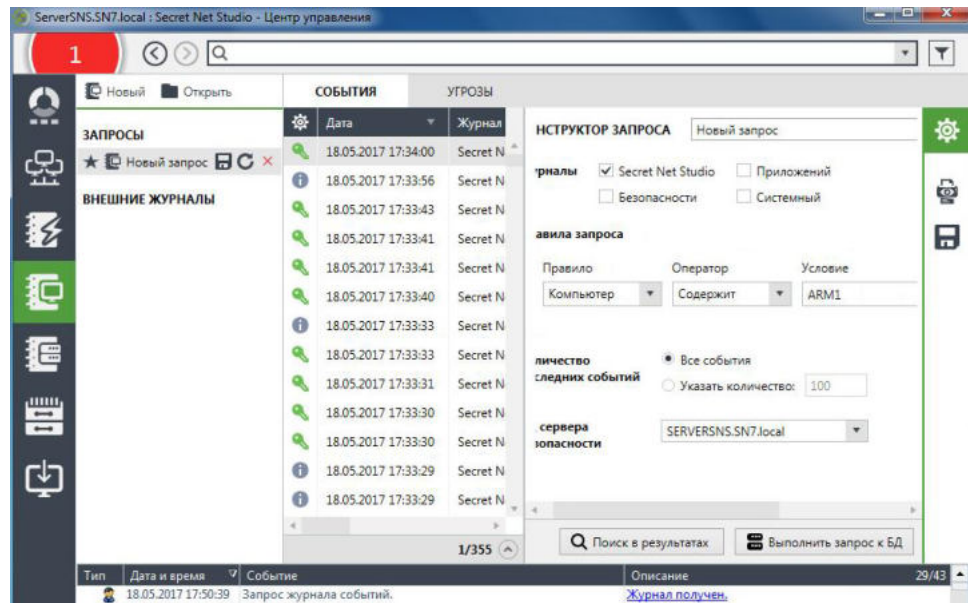 ServerSNS.SN7.local : Secret Net Studio - Центр управления
1
Новый Открыть
СОБЫТИЯ УГРОЗЫ
ЗАПРОСЫ
Новый запрос
ВНЕШНИЕ ЖУРНАЛЫ
Дата Журнал
18.05.2017 17:34:00 Secret N
18.05.2017 17:33:56 Secret N
18.05.2017 17:33:43 Secret N
18.05.2017 17:33:41 Secret N
18.05.2017 17:33:41 Secret N
18.05.2017 17:33:40 Secret N
18.05.2017 17:33:33 Secret N
18.05.2017 17:33:33 Secret N
18.05.2017 17:33:31 Secret N
18.05.2017 17:33:30 Secret N
18.05.2017 17:33:30 Secret N
18.05.2017 17:33:29 Secret N
18.05.2017 17:33:29 Secret N
1/355
НСТРУКТОР ЗАПРОСА Новый запрос
рналы Secret Net Studio Приложений
Безопасности Системный
авила запроса
Правило Оператор Условие
Компьютер Содержит ARM1
личество
следних событий
Все события
Указать количество: 100
сервера
опасности
SERVERSNS.SN7.local
Поиск в результатах Выполнить запрос к БД
Тип Дата и время Событие Описание 29/43
18.05.2017 17:50:39 Запрос журнала событий. Журнал получен.